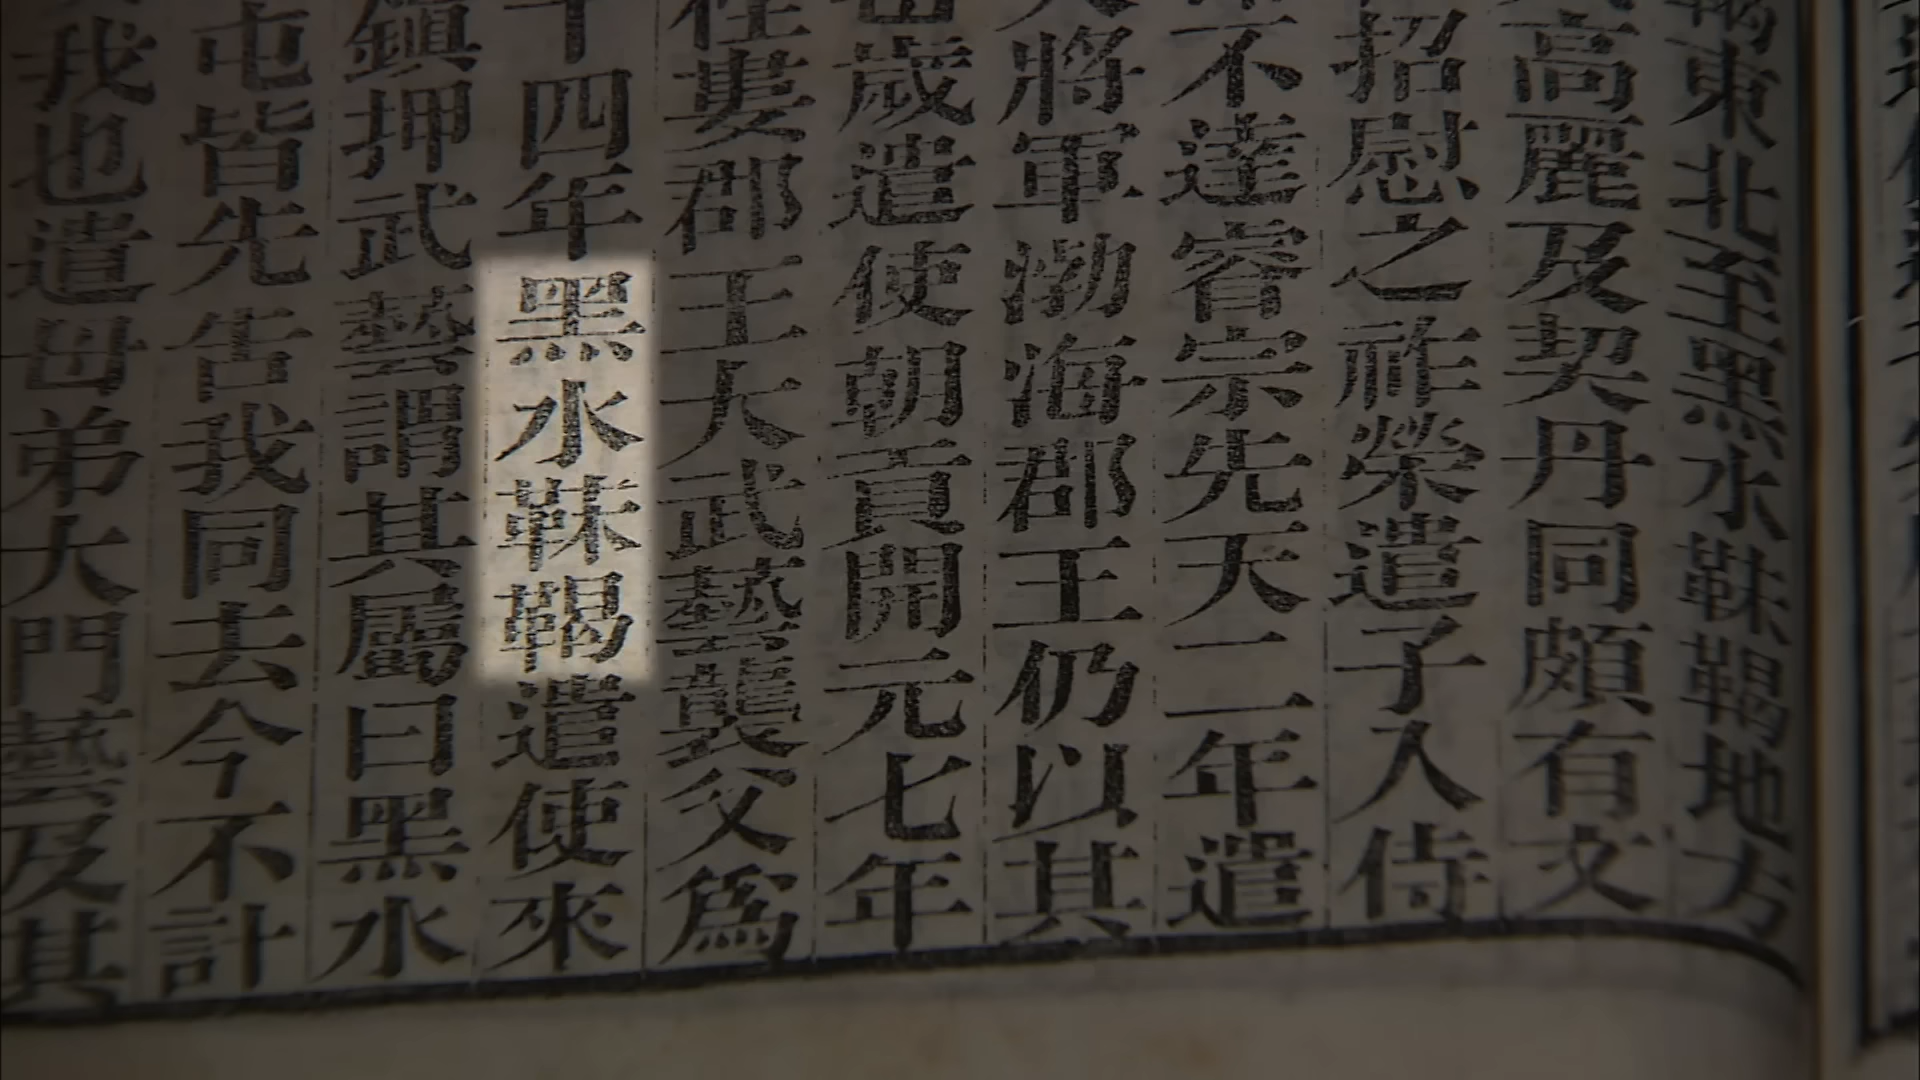 東北至黑水靺鞨地方
高麗及契丹同頗有文
招慰之祚榮遣子入侍
不達睿宗先天二年遣
將軍渤海郡王仍以其
歲遣使朝貢開元七年
桂婁郡王大武藝襲父爲
十四年黑水靺鞨遣使來
鎭押武藝謂其屬曰黑水
屯皆先告我同去今不計
我也遣母弟大門藝及其